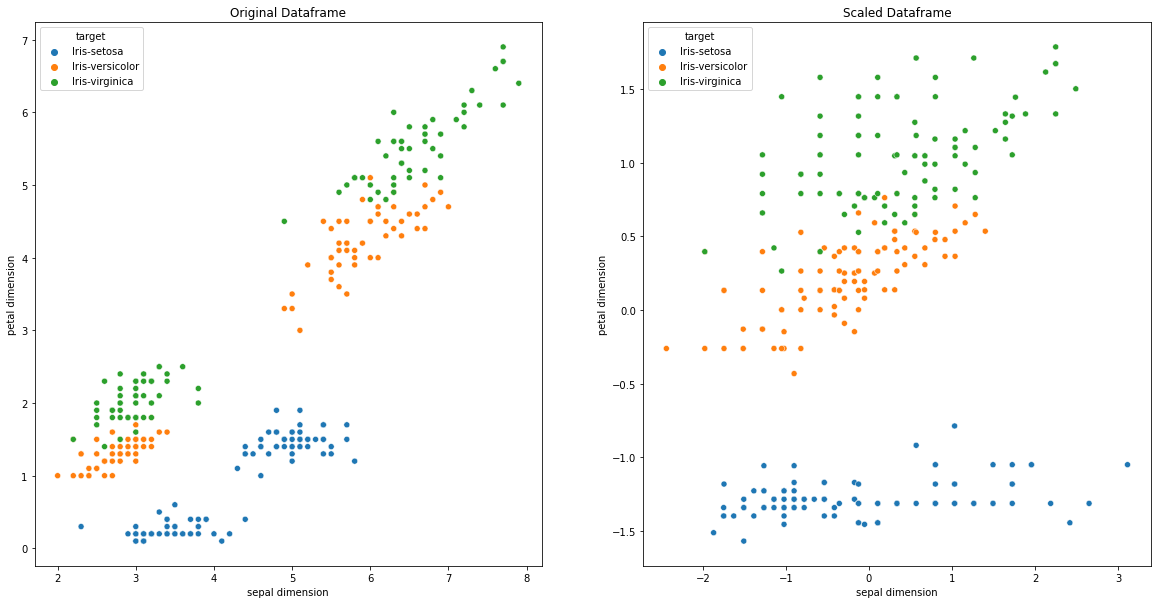 Original Dataframe
target
Iris-setosa
Iris-versicolor
Iris-virginica
7
6
5
4
3
2
1
0
petal dimension
2
3
4
5
6
7
8
sepal dimension
Scaled Dataframe
target
Iris-setosa
Iris-versicolor
Iris-virginica
1.5
1.0
0.5
0.0
−0.5
−1.0
−1.5
petal dimension
−2
−1
0
1
2
3
sepal dimension